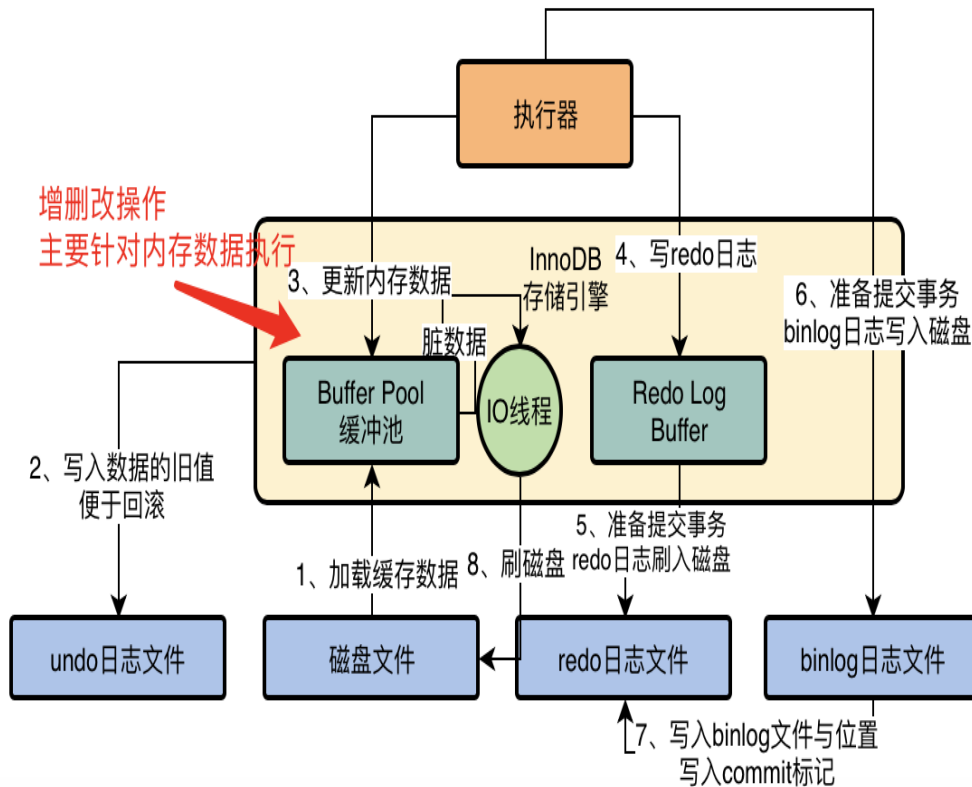 执行器
增删改操作
主要针对内存数据执行
InnoDB
存储引擎
3、更新内存数据
4、写redo日志
6、准备提交事务
binlog日志写入磁盘
脏数据
Buffer Pool
缓冲池
IO线程
Redo Log
Buffer
2、写入数据的旧值
便于回滚
1、加载缓存数据
8、刷磁盘
5、准备提交事务
redo日志刷入磁盘
undo日志文件
磁盘文件
redo日志文件
binlog日志文件
7、写入binlog文件与位置
写入commit标记